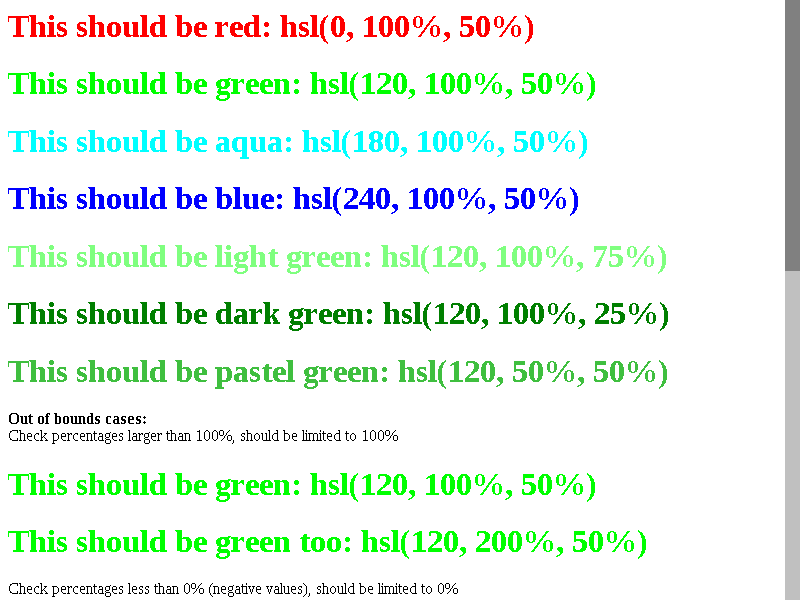 This should be red: hsl(0, 100%, 50%)
This should be green: hsl(120, 100%, 50%)
This should be aqua: hsl(180, 100%, 50%)
This should be blue: hsl(240, 100%, 50%)
This should be light green: hsl(120, 100%, 75%)
This should be dark green: hsl(120, 100%, 25%)
This should be pastel green: hsl(120, 50%, 50%)
Out of bounds cases:
Check percentages larger than 100%, should be limited to 100%
This should be green: hsl(120, 100%, 50%)
This should be green too: hsl(120, 200%, 50%)
Check percentages less than 0% (negative values), should be limited to 0%